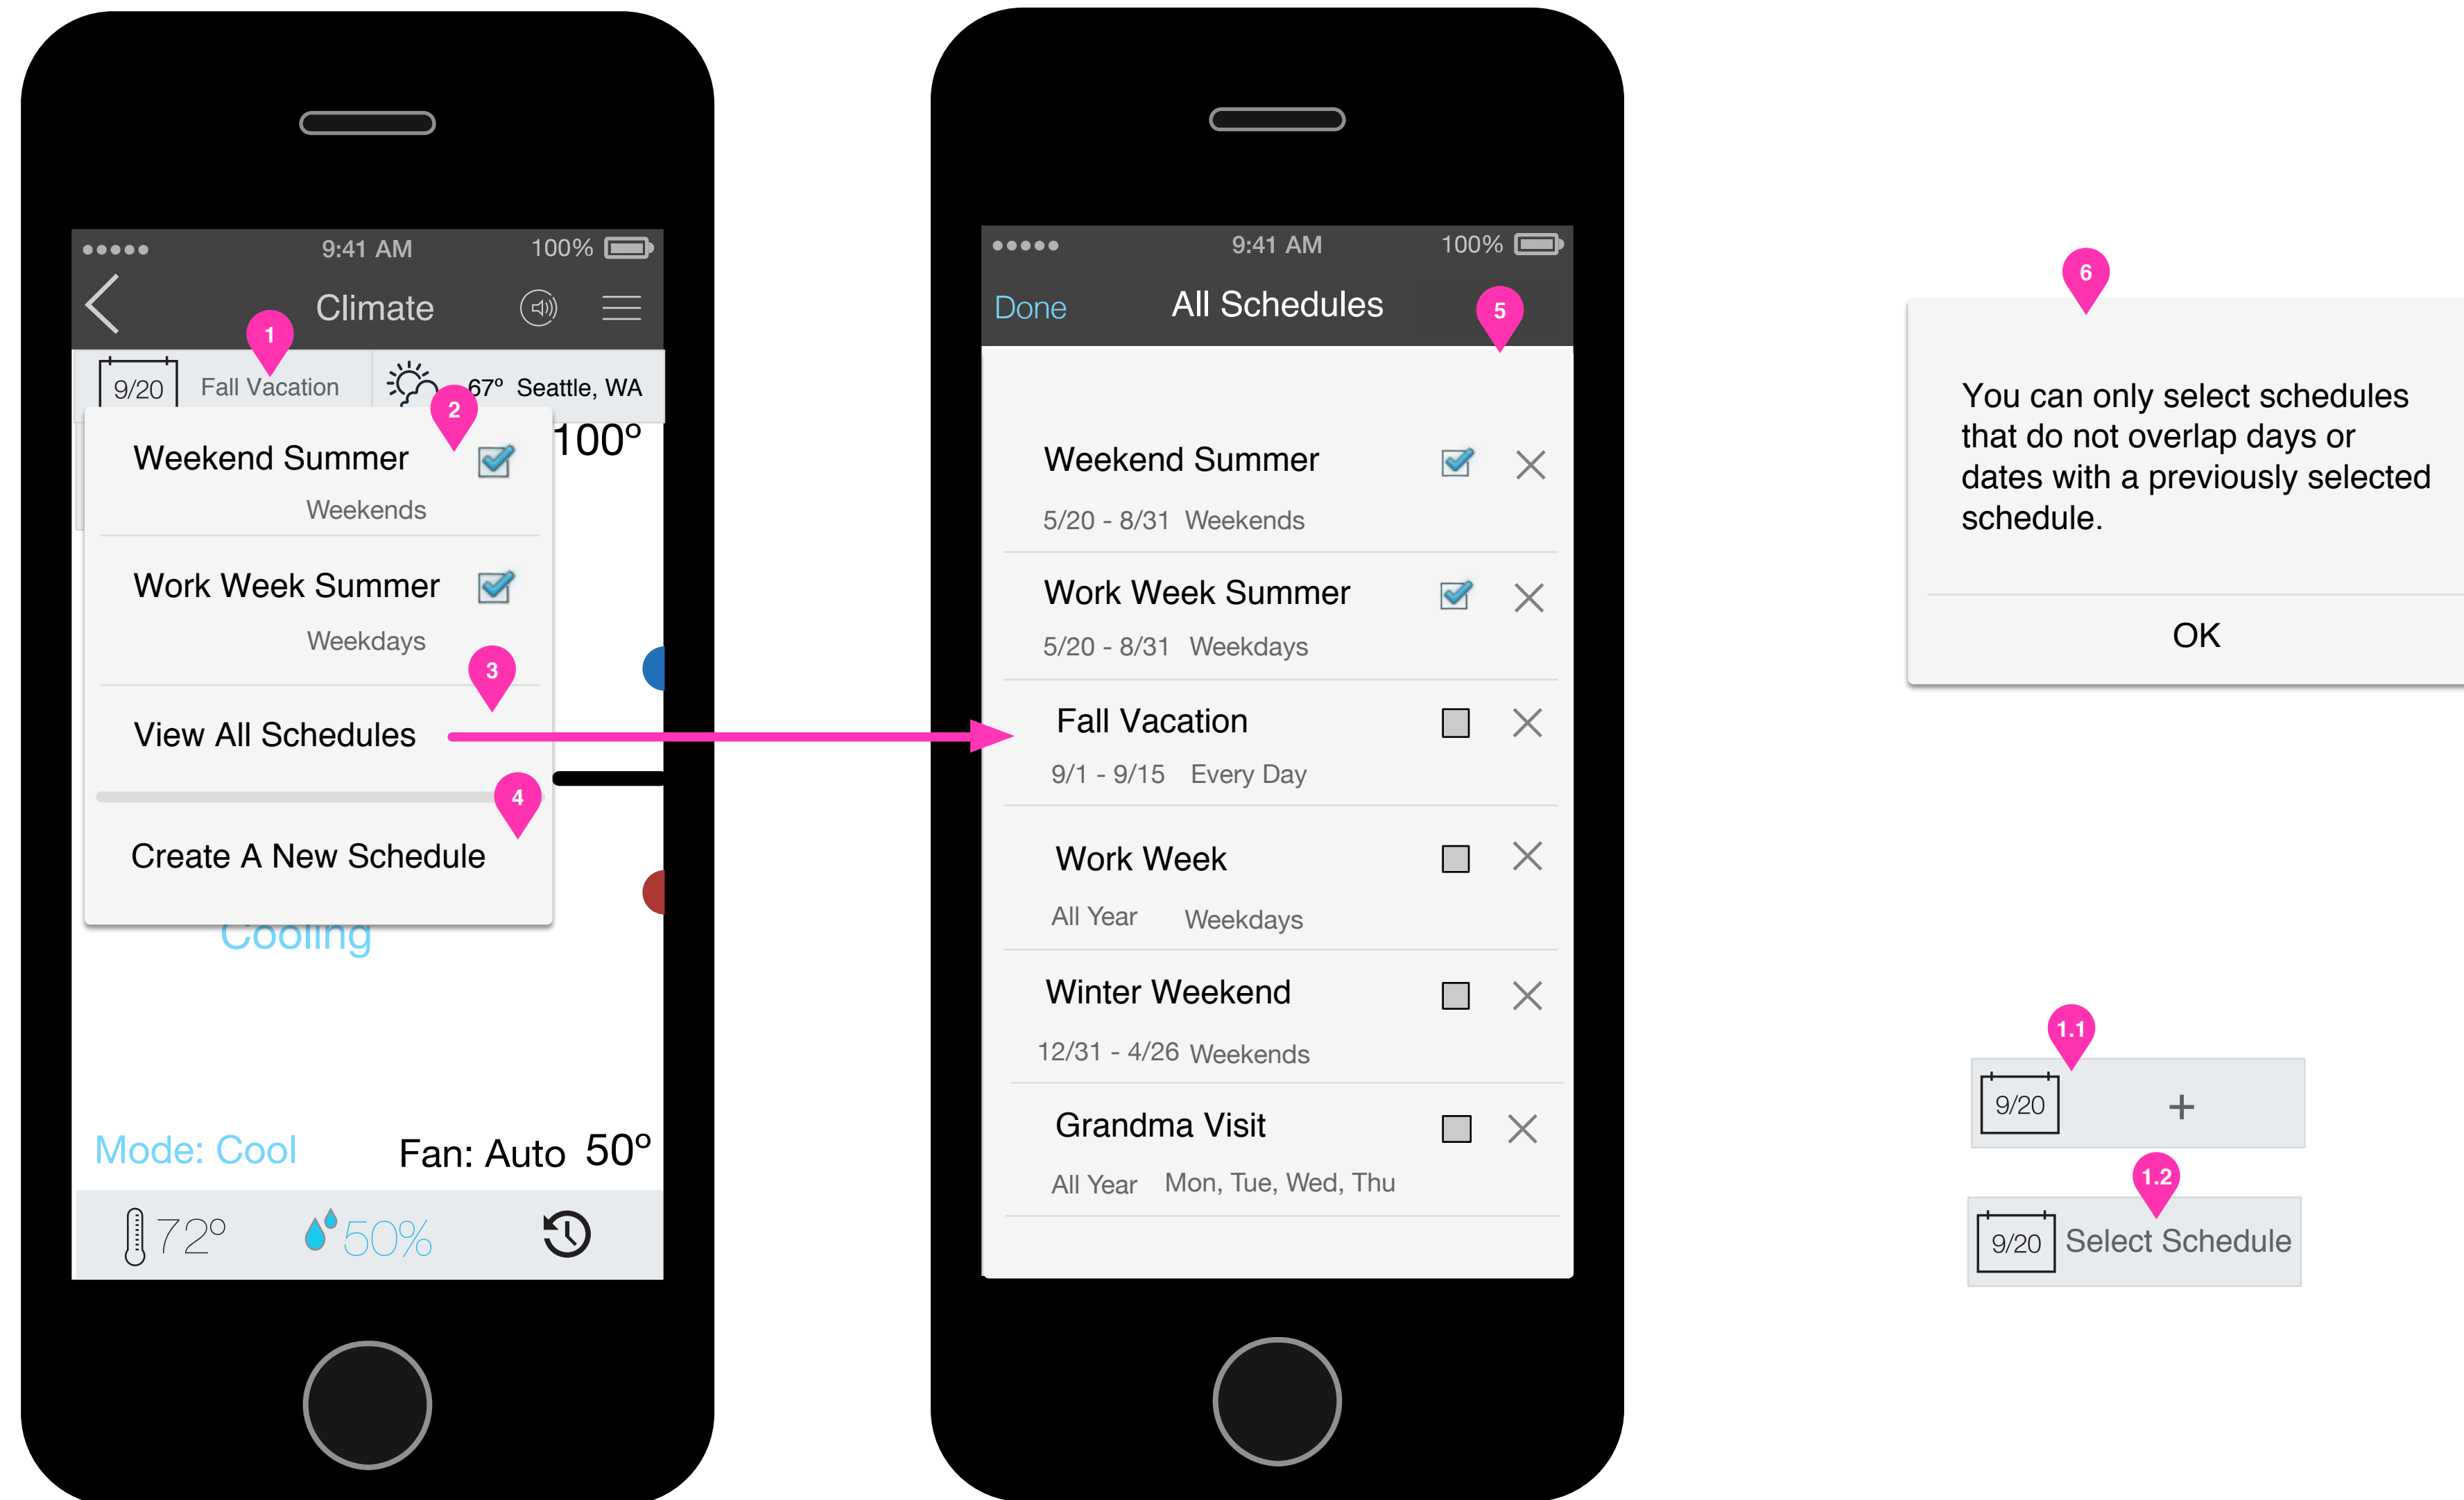 9:41 AM 100%
Climate
1
9/20 Fall Vacation 67º Seattle, WA
2
100º
Weekend Summer
Weekends
Work Week Summer
Weekdays
3
View All Schedules
4
Create A New Schedule
Cooling
Mode: Cool Fan: Auto 50º
72º 50%
9:41 AM 100%
Done All Schedules 5
Weekend Summer
5/20 - 8/31 Weekends
Work Week Summer
5/20 - 8/31 Weekdays
Fall Vacation
9/1 - 9/15 Every Day
Work Week
All Year Weekdays
Winter Weekend
12/31 - 4/26 Weekends
Grandma Visit
All Year Mon, Tue, Wed, Thu
6
You can only select schedules
that do not overlap days or
dates with a previously selected
schedule.
OK
1.1
9/20 +
1.2
9/20 Select Schedule